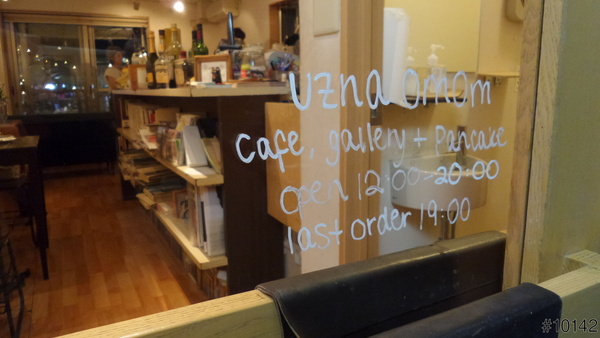 uzna omom
cafe, gallery + pancake
open 12:00-20:00
last order 19:00
#10142